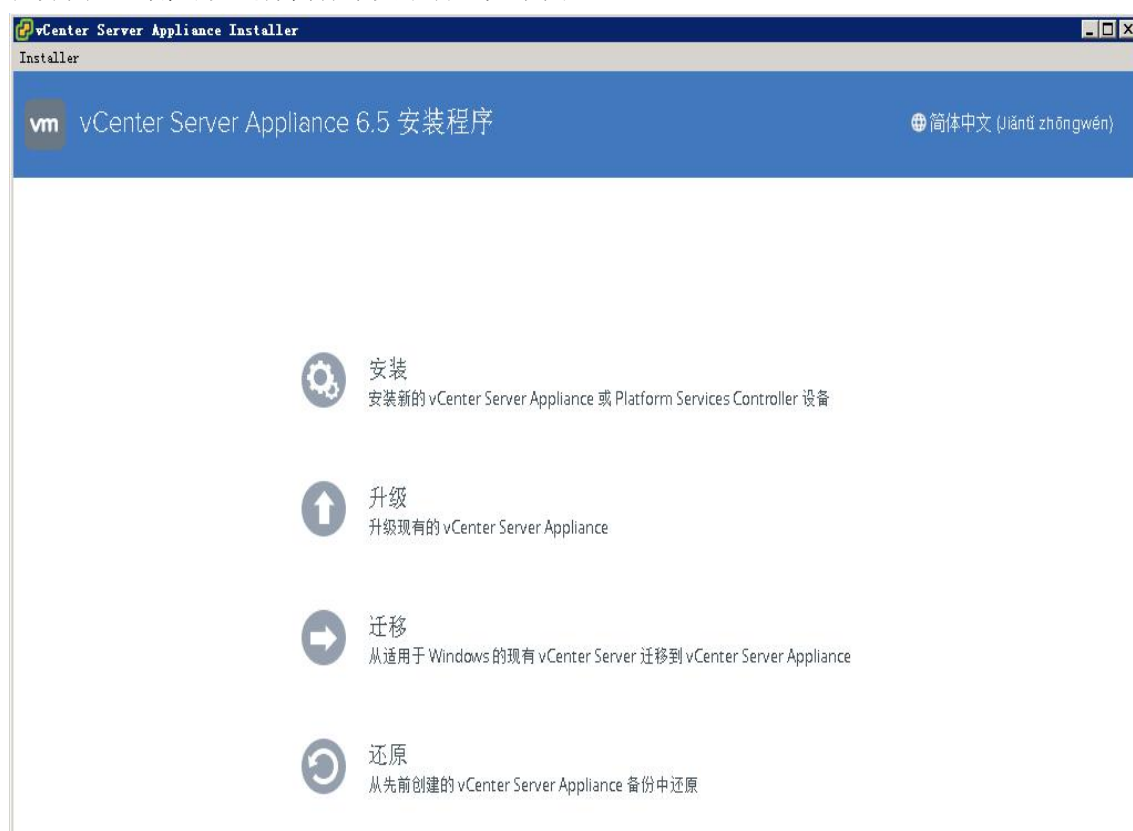 vCenter Server Appliance Installer
Installer
vm vCenter Server Appliance 6.5 安装程序
简体中文 (Jiǎntǐ zhōngwén)
安装
安装新的 vCenter Server Appliance 或 Platform Services Controller 设备
升级
升级现有的 vCenter Server Appliance
迁移
从适用于 Windows 的现有 vCenter Server 迁移到 vCenter Server Appliance
还原
从先前创建的 vCenter Server Appliance 备份中还原